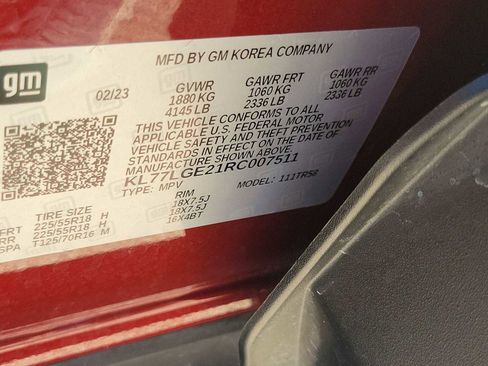 gm
MFD BY GM KOREA COMPANY
02/23
GVWR GAWR FRT GAWR RR
1880 KG 1060 KG 1060 KG
4145 LB 2336 LB 2336 LB
THIS VEHICLE CONFORMS TO ALL
APPLICABLE U.S. FEDERAL MOTOR
VEHICLE SAFETY AND THEFT PREVENTION
STANDARDS IN EFFECT ON THE DATE OF
MANUFACTURE SHOWN ABOVE.
KL77LGE21RC007511
TYPE: MPV MODEL: 111TR58
TIRE SIZE RIM
225/55R18 H 18X7.5J
RR 225/55R18 H 18X7.5J
SPA T125/70R16 M 16X4BT